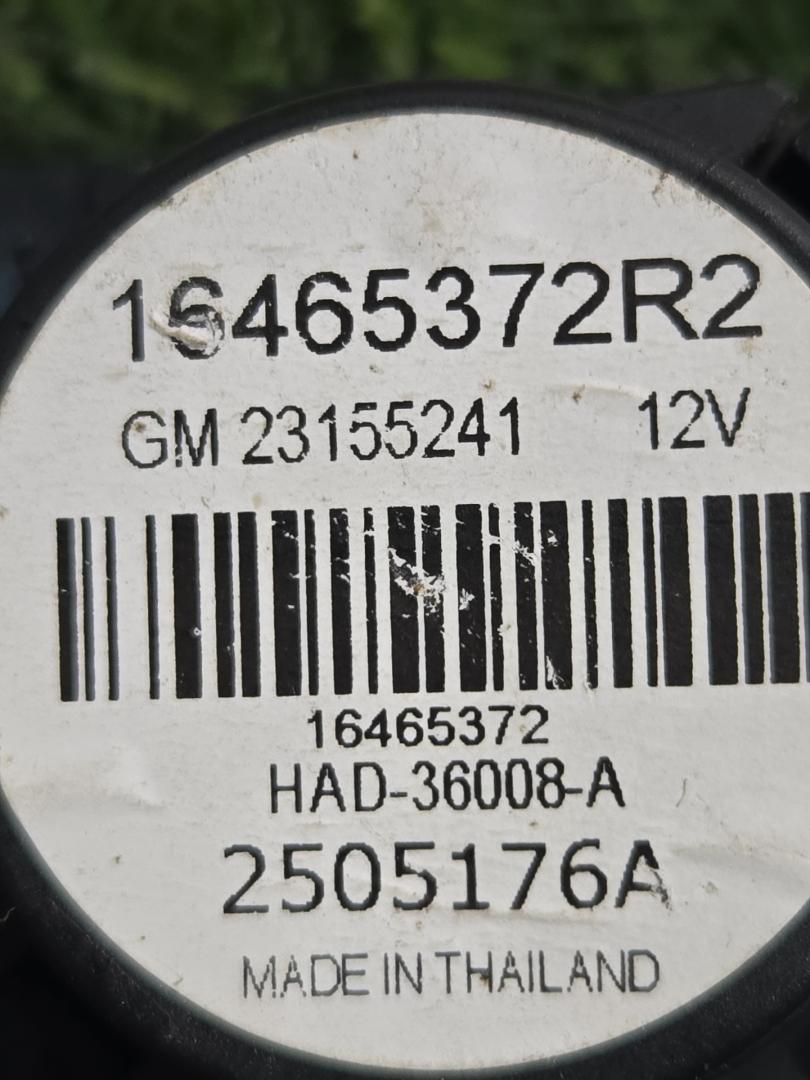 16465372R2
GM 23155241 12V
16465372
HAD-36008-A
2505176A
MADE IN THAILAND